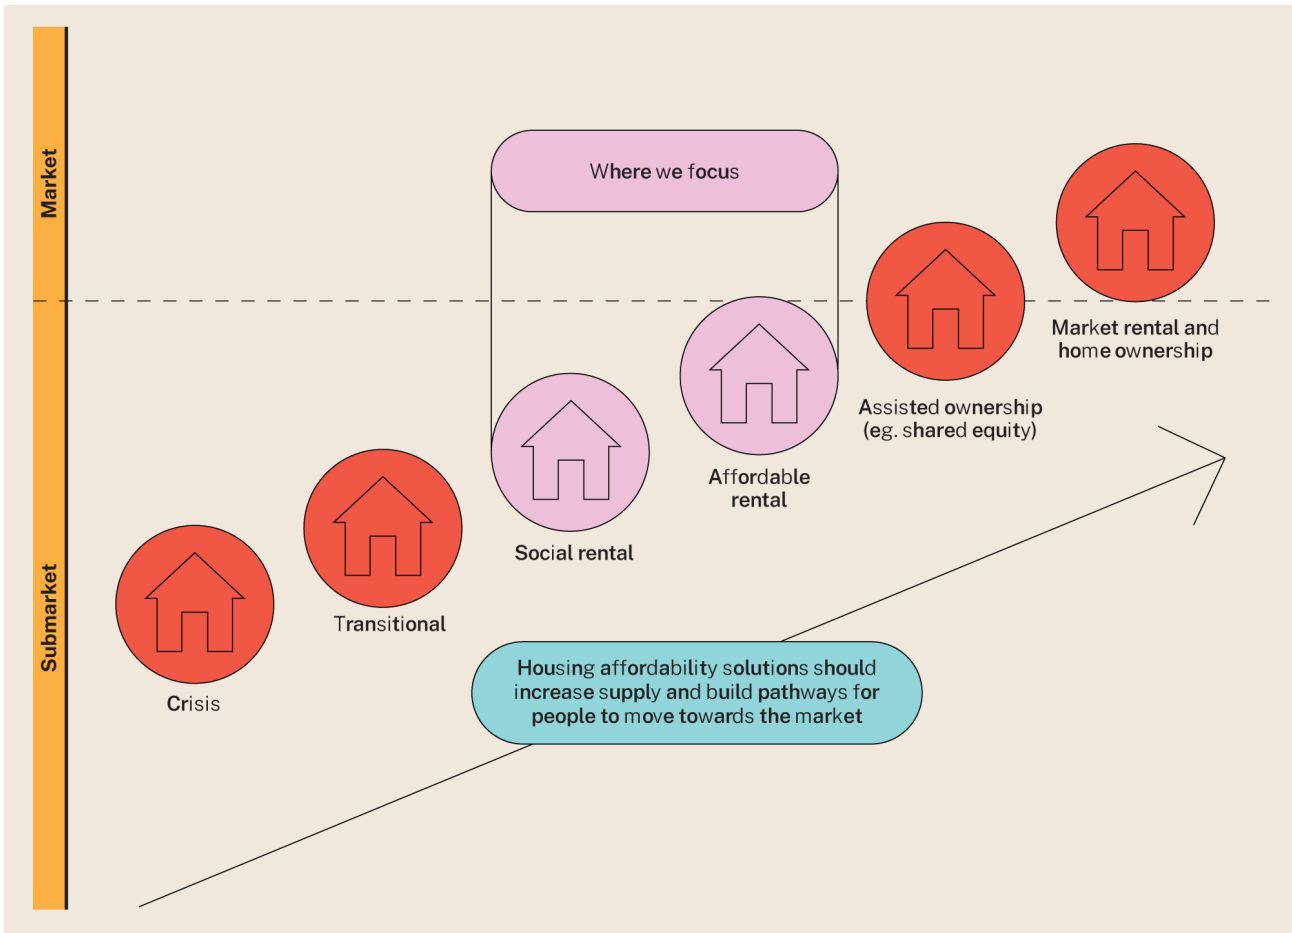 Market
Where we focus
Market rental and
home ownership
Assisted ownership
(eg. shared equity)
Affordable
rental
Social rental
Submarket
Transitional
Crisis
Housing affordability solutions should
increase supply and build pathways for
people to move towards the market